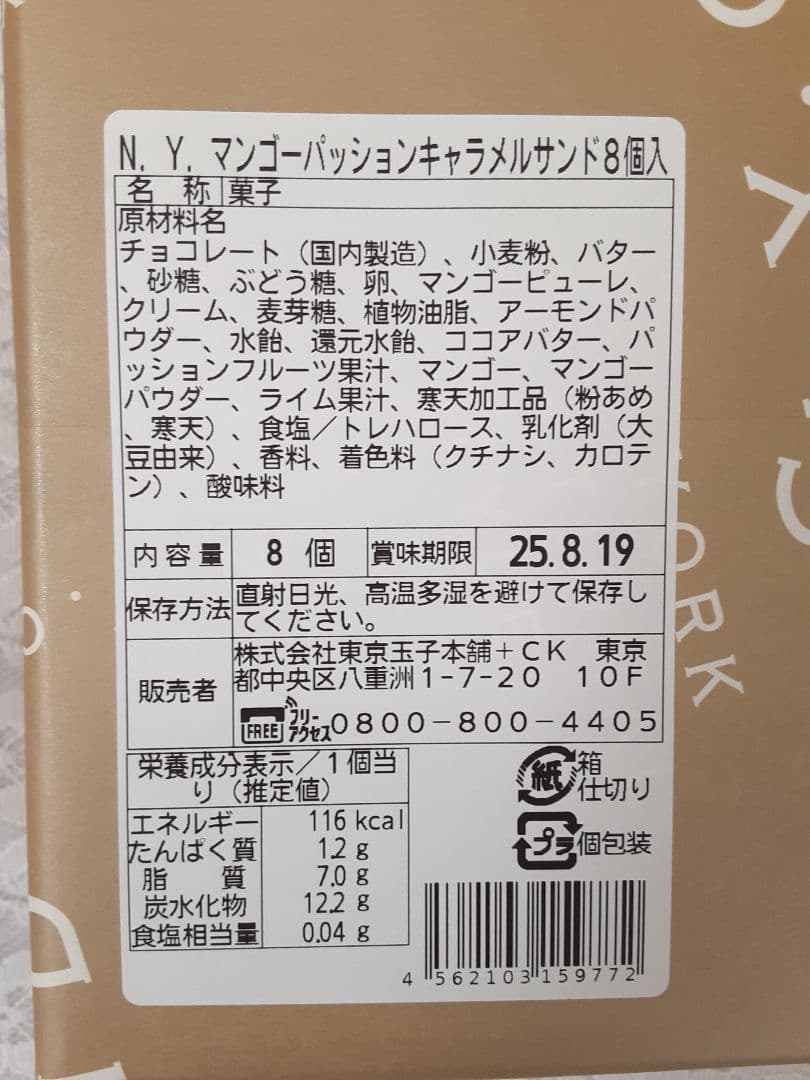 N．Y．マンゴーパッションキャラメルサンド8個入
名　称 菓子
原材料名
チョコレート（国内製造）、小麦粉、バター
、砂糖、ぶどう糖、卵、マンゴーピューレ、
クリーム、麦芽糖、植物油脂、アーモンドパ
ウダー、水飴、還元水飴、ココアバター、パ
ッションフルーツ果汁、マンゴー、マンゴー
パウダー、ライム果汁、寒天加工品（粉あめ
、寒天）、食塩／トレハロース、乳化剤（大
豆由来）、香料、着色料（クチナシ、カロテ
ン）、酸味料
内容量 8 個 賞味期限 25.8.19
保存方法 直射日光、高温多湿を避けて保存し
てください。
販売者 株式会社東京玉子本舗＋ＣＫ　東京
都中央区八重洲１-７-２０　１０Ｆ
FREE フリーアクセス ０８００－８００－４４０５
栄養成分表示／１個当
り（推定値）
エネルギー 116 kcal
たんぱく質 1.2 g
脂　質 7.0 g
炭水化物 12.2 g
食塩相当量 0.04 g
紙 箱
仕切り
プラ 個包装
4 562103 159772
YORK